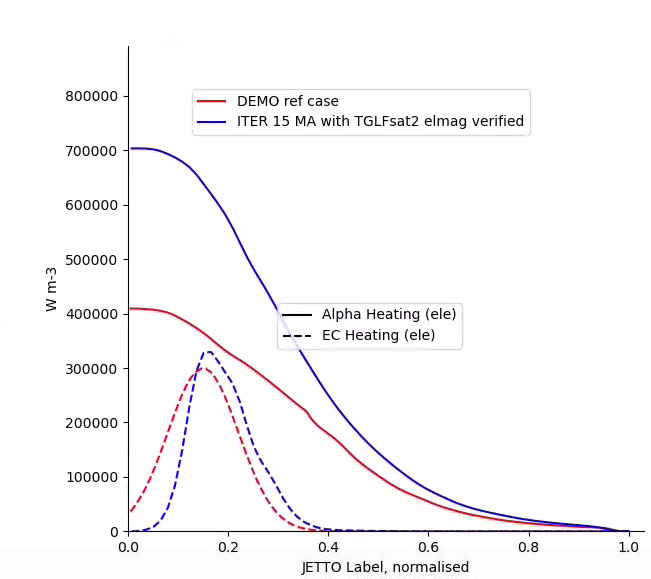 800000
DEMO ref case
ITER 15 MA with TGLFsat2 elmag verified
700000
600000
500000
W m-3
400000
Alpha Heating (ele)
EC Heating (ele)
300000
200000
100000
0
0.0 0.2 0.4 0.6 0.8 1.0
JETTO Label, normalised